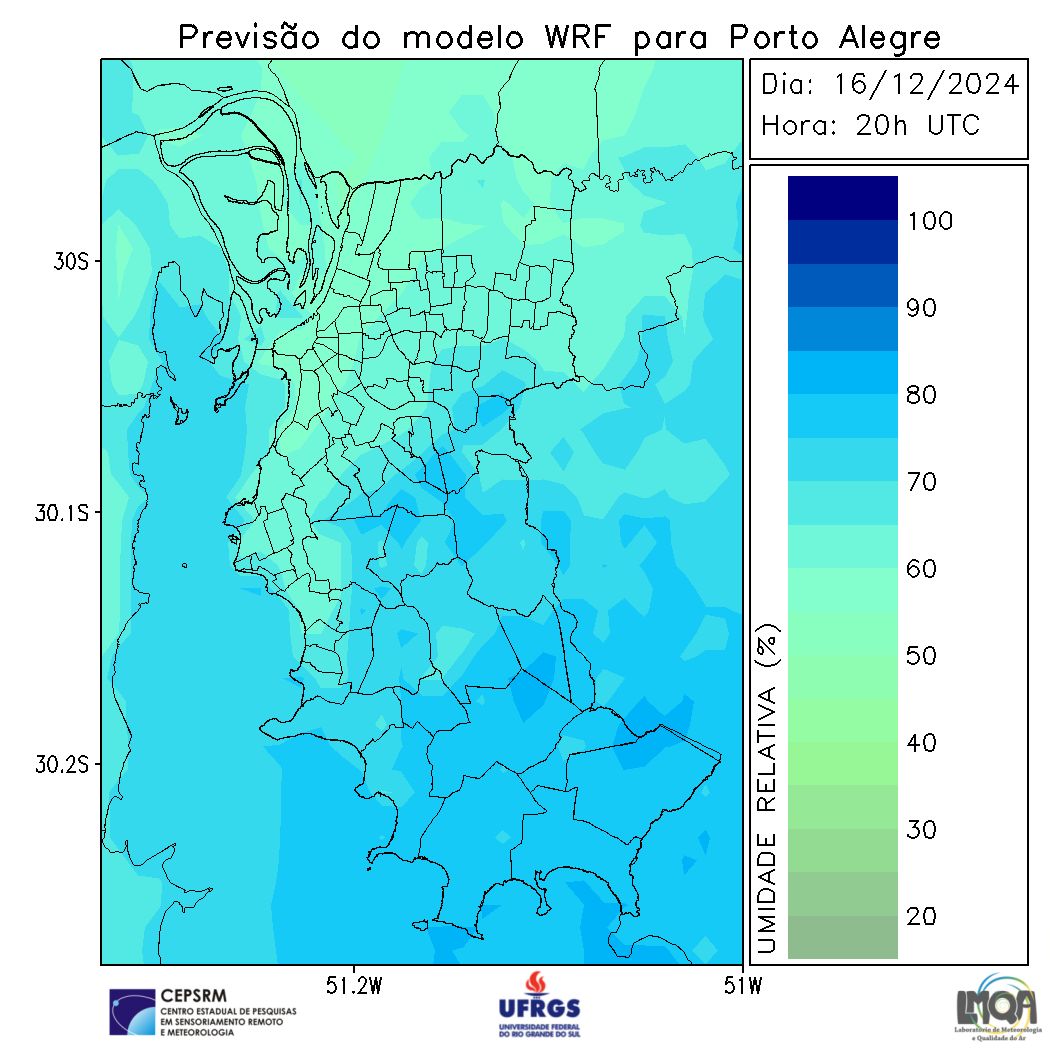 Previsão do modelo WRF para Porto Alegre
Dia: 16/12/2024
Hora: 20h UTC
30S
30.1S
30.2S
51.2W
51W
UMIDADE RELATIVA (%)
100
90
80
70
60
50
40
30
20
CEPSRM
CENTRO ESTADUAL DE PESQUISAS
EM SENSORIAMENTO REMOTO
E METEOROLOGIA
UFRGS
UNIVERSIDADE FEDERAL
DO RIO GRANDE DO SUL
LMQA
Laboratório de Meteorologia
e Qualidade do Ar